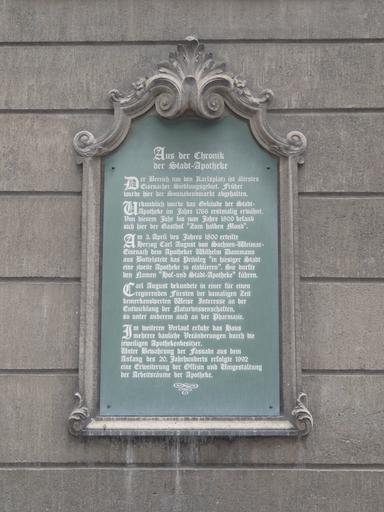 Aus der Chronik
der Stadt-Apotheke
Der Bereich um den Karlsplatz ist ältestes
Eisenacher Siedlungsgebiet. Früher
wurde hier der Sonnabendmarkt abgehalten.
Urkundlich wurde das Gebäude der Stadt-
Apotheke im Jahre 1766 erstmalig erwähnt.
Von diesem Jahr bis zum Jahre 1809 befand
sich hier der Gasthof "Zum halben Mond".
Am 3. April des Jahres 1809 erteilte
Herzog Carl August von Sachsen-Weimar-
Eisenach dem Apotheker Wilhelm
aus Buttelstedt das Privileg "in hiesiger Stadt
eine zweite Apotheke zu etablieren". Sie durfte
den Namen "Hof-und Stadt-Apotheke" führen.
Carl August bekundete in einer für einen
regierenden Fürsten der damaligen Zeit
bemerkenswerten Weise Interesse an der
Entwicklung der Naturwissenschaften,
so unter anderem auch an der Pharmazie.
Im weiteren Verlauf erfuhr das Haus
mehrere bauliche Veränderungen durch die
jeweiligen Apothekenbesitzer.
Unter Bewahrung der Fassade aus dem
Anfang des 20. Jahrhunderts erfolgte 1992
eine Erweiterung der Offizin und Umgestaltung
der Arbeitsräume der Apotheke.